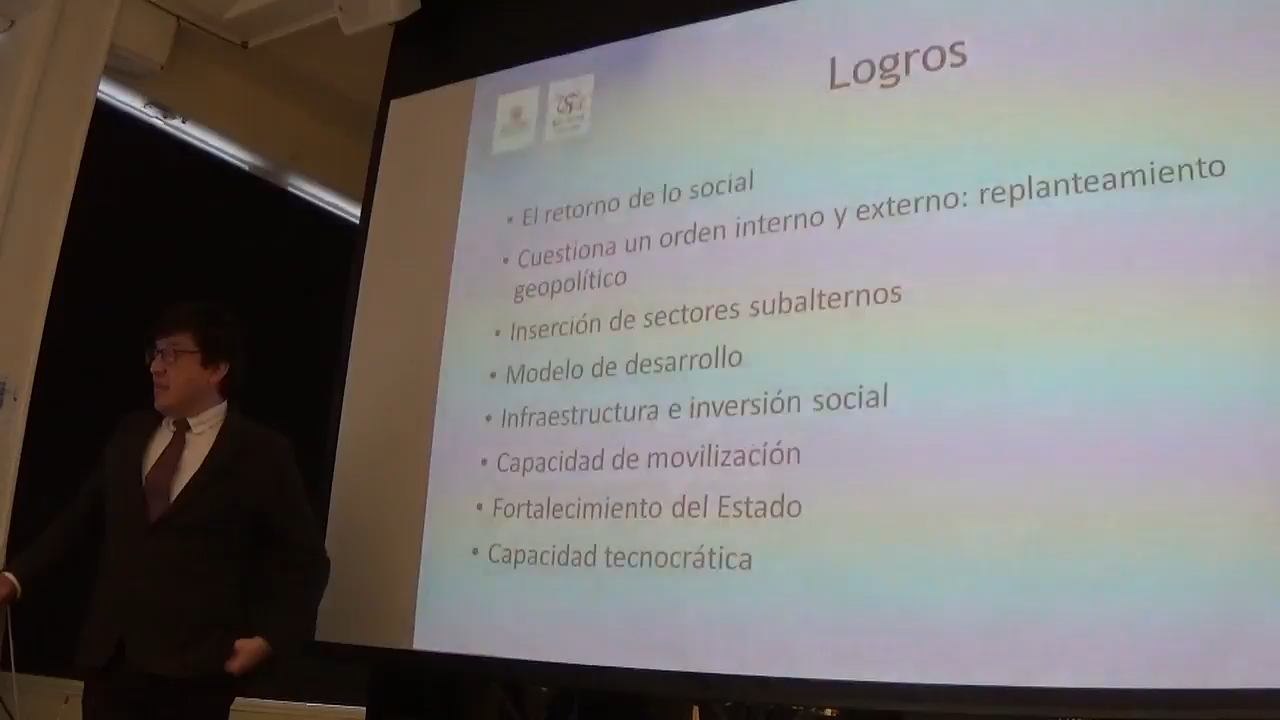 Logros
• El retorno de lo social
• Cuestiona un orden interno y externo: replanteamiento
geopolítico
• Inserción de sectores subalternos
• Modelo de desarrollo
• Infraestructura e inversión social
• Capacidad de movilización
• Fortalecimiento del Estado
• Capacidad tecnocrática